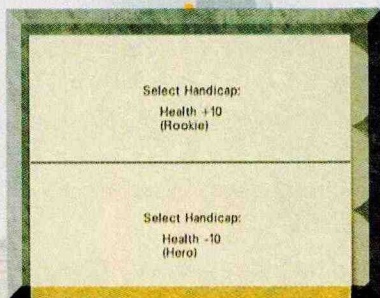 Select Handicap:
Health +10
(Rookie)
Select Handicap:
Health -10
(Hero)